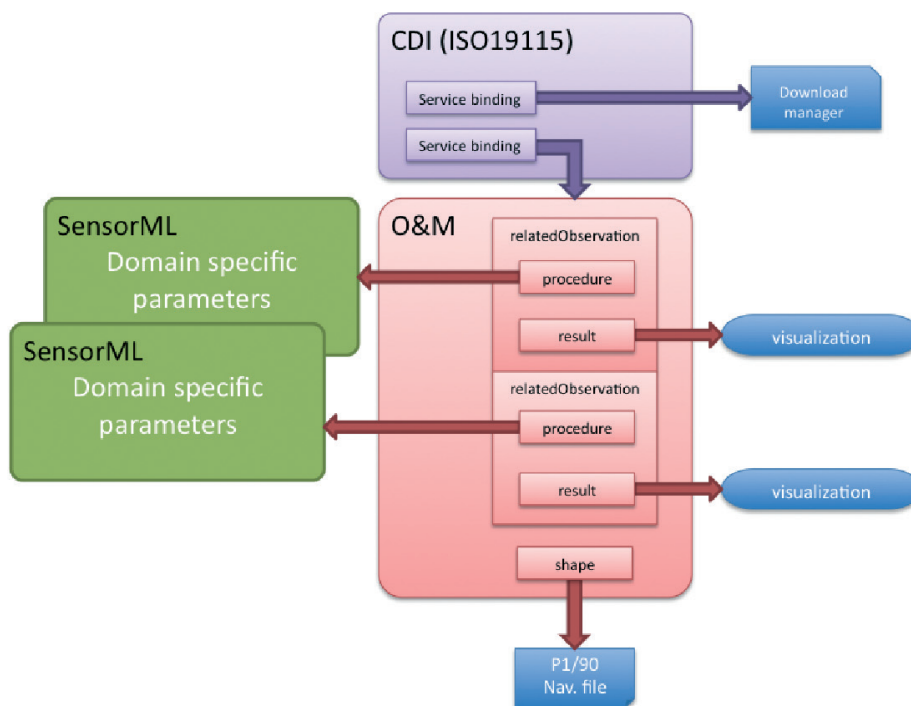 CDI (ISO19115)
Service binding
Download
manager
Service binding
SensorML
Domain specific
parameters
O&M
relatedObservation
procedure
result
visualization
SensorML
Domain specific
parameters
relatedObservation
procedure
result
visualization
shape
P1/90
Nav. file